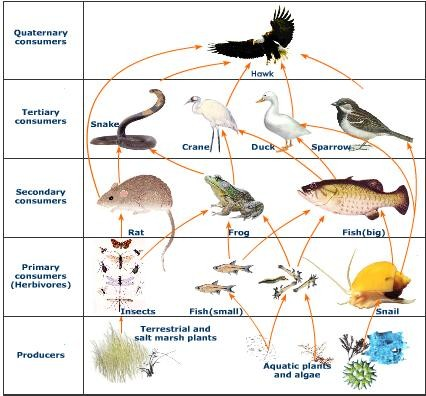 Quaternary
consumers
Hawk
Tertiary
consumers
Snake
Crane
Duck
Sparrow
Secondary
consumers
Rat
Frog
Fish(big)
Primary
consumers
(Herbivores)
Insects
Fish(small)
Snail
Producers
Terrestrial and
salt marsh plants
Aquatic plants
and algae